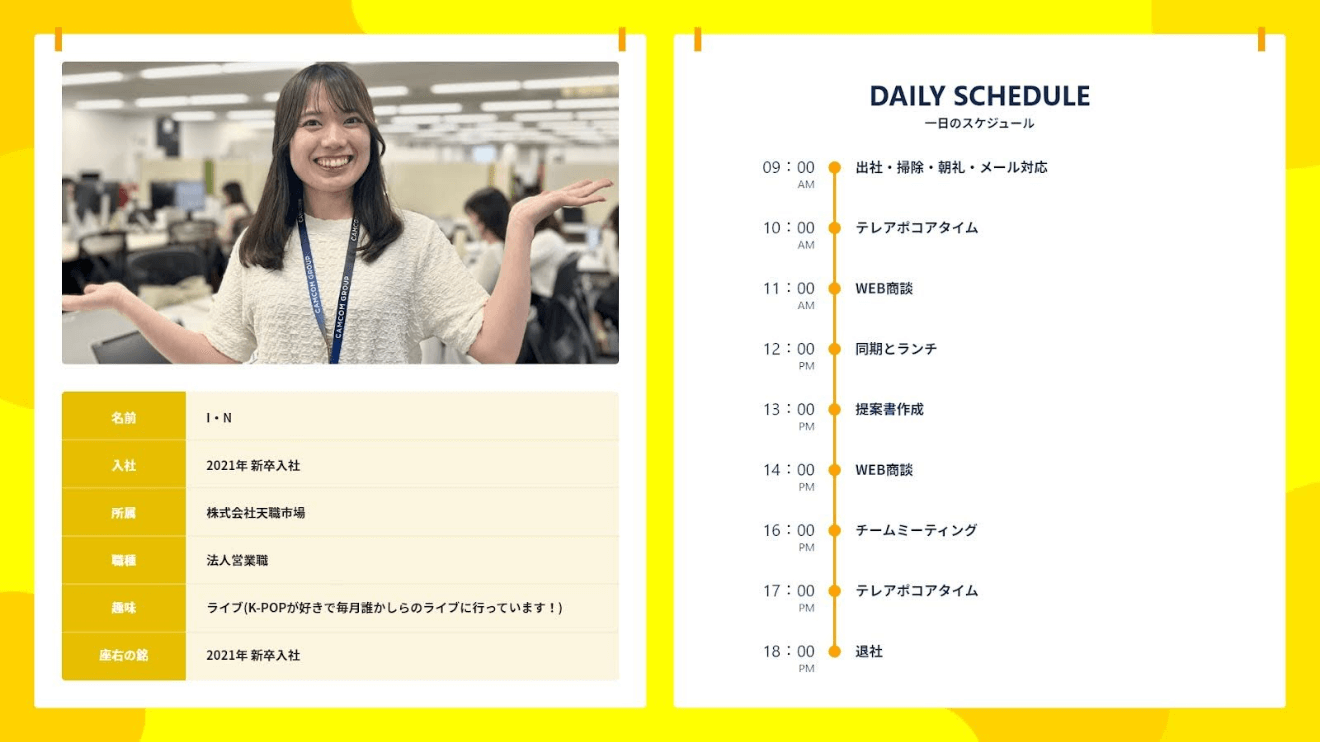 CAMCOM GROUP
CAMCOM GROUP
CAMCOM
名前
I・N
入社
2021年 新卒入社
所属
株式会社天職市場
職種
法人営業職
趣味
ライブ(K-POPが好きで毎月誰かしらのライブに行っています！)
座右の銘
2021年 新卒入社
DAILY SCHEDULE
一日のスケジュール
09：00 出社・掃除・朝礼・メール対応
AM
10：00 テレアポコアタイム
AM
11：00 WEB商談
AM
12：00 同期とランチ
PM
13：00 提案書作成
PM
14：00 WEB商談
PM
16：00 チームミーティング
PM
17：00 テレアポコアタイム
PM
18：00 退社
PM